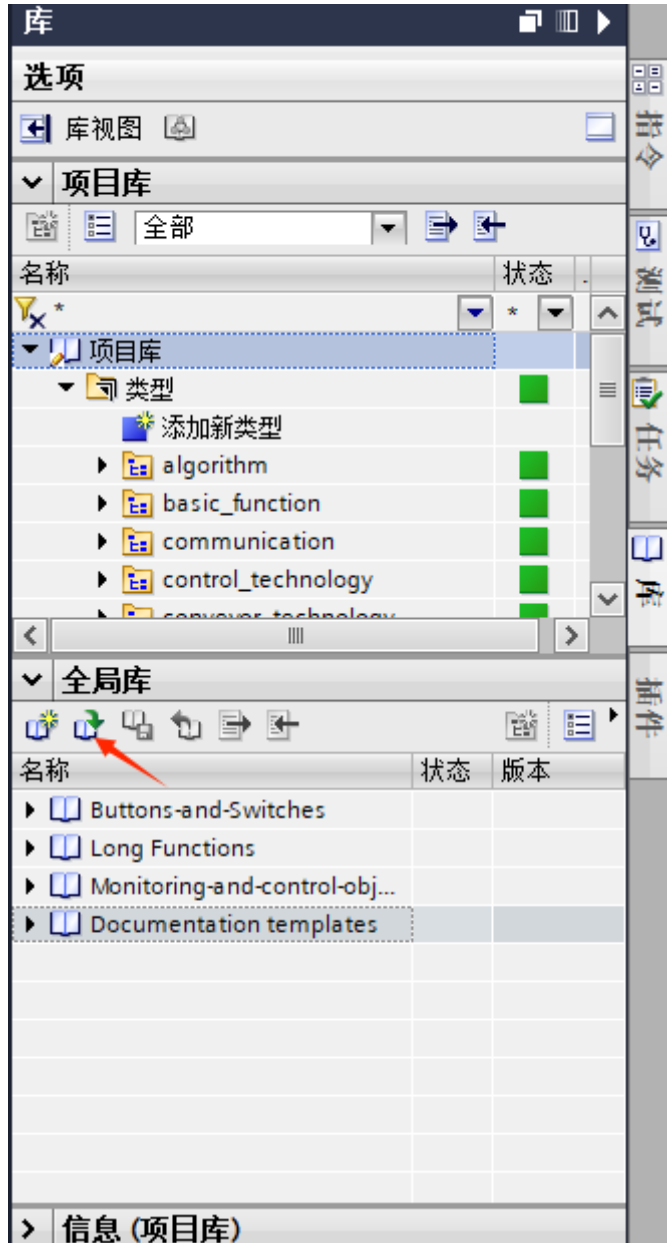 库
选项
库视图
项目库
全部
名称 状态 .
* *
项目库
类型
添加新类型
algorithm
basic_function
communication
control_technology
conveyor_technology
全局库
名称 状态 版本
Buttons-and-Switches
Long Functions
Monitoring-and-control-obj...
Documentation templates
信息 (项目库)
指令
测试
任务
库
插件